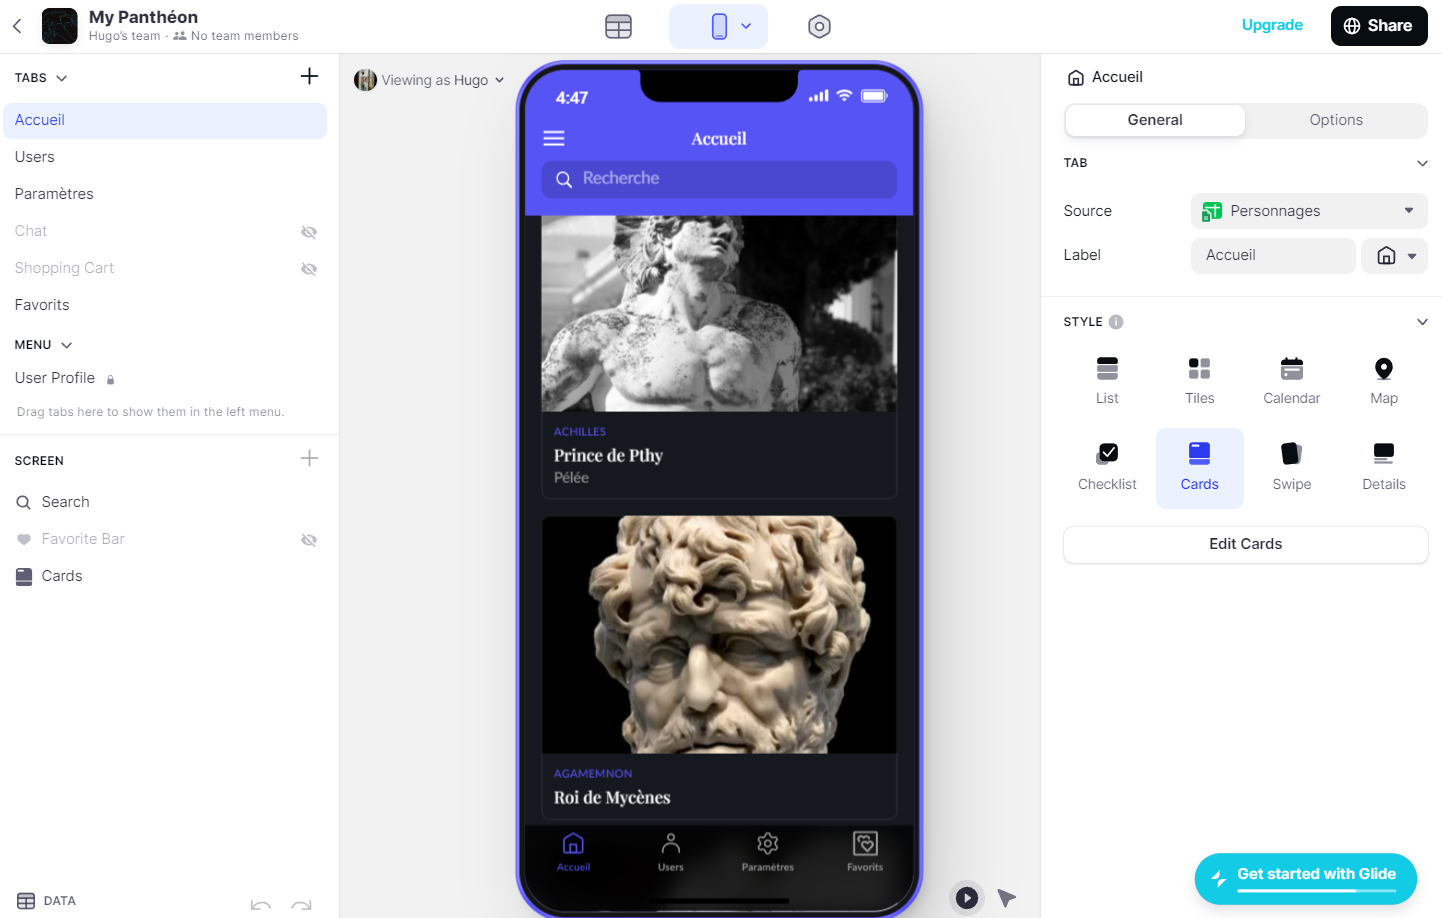 My Panthéon
Hugo's team - No team members
Upgrade
Share
TABS
Accueil
Users
Paramètres
Chat
Shopping Cart
Favorits
MENU
User Profile
Drag tabs here to show them in the left menu.
SCREEN
Search
Favorite Bar
Cards
DATA
Viewing as Hugo
4:47
Accueil
Recherche
ACHILLES
Prince de Pthy
Pélée
AGAMEMNON
Roi de Mycènes
Accueil
Users
Paramètres
Favorits
Accueil
General
Options
TAB
Source
Personnages
Label
Accueil
STYLE
List
Tiles
Calendar
Map
Checklist
Cards
Swipe
Details
Edit Cards
Get started with Glide